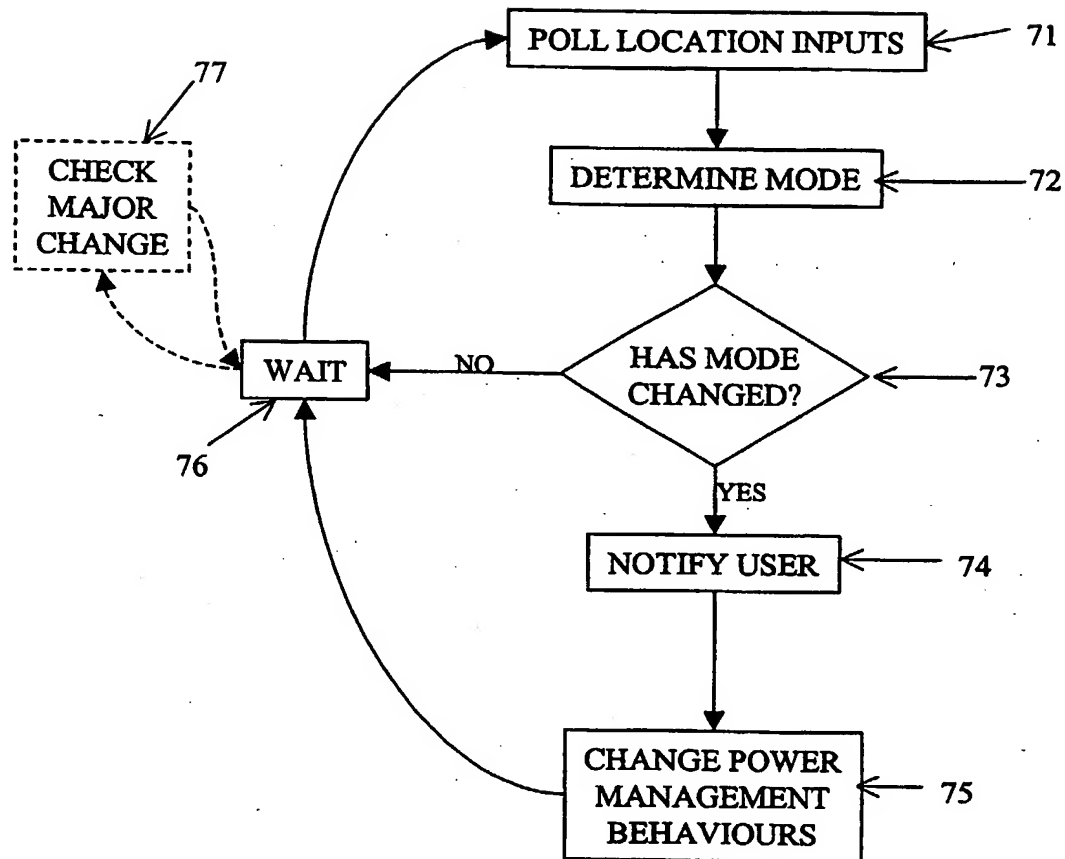 POLL LOCATION INPUTS
71
77
CHECK
MAJOR
CHANGE
DETERMINE MODE
72
WAIT
NO
HAS MODE
CHANGED?
73
76
YES
NOTIFY USER
74
CHANGE POWER
MANAGEMENT
BEHAVIOURS
75